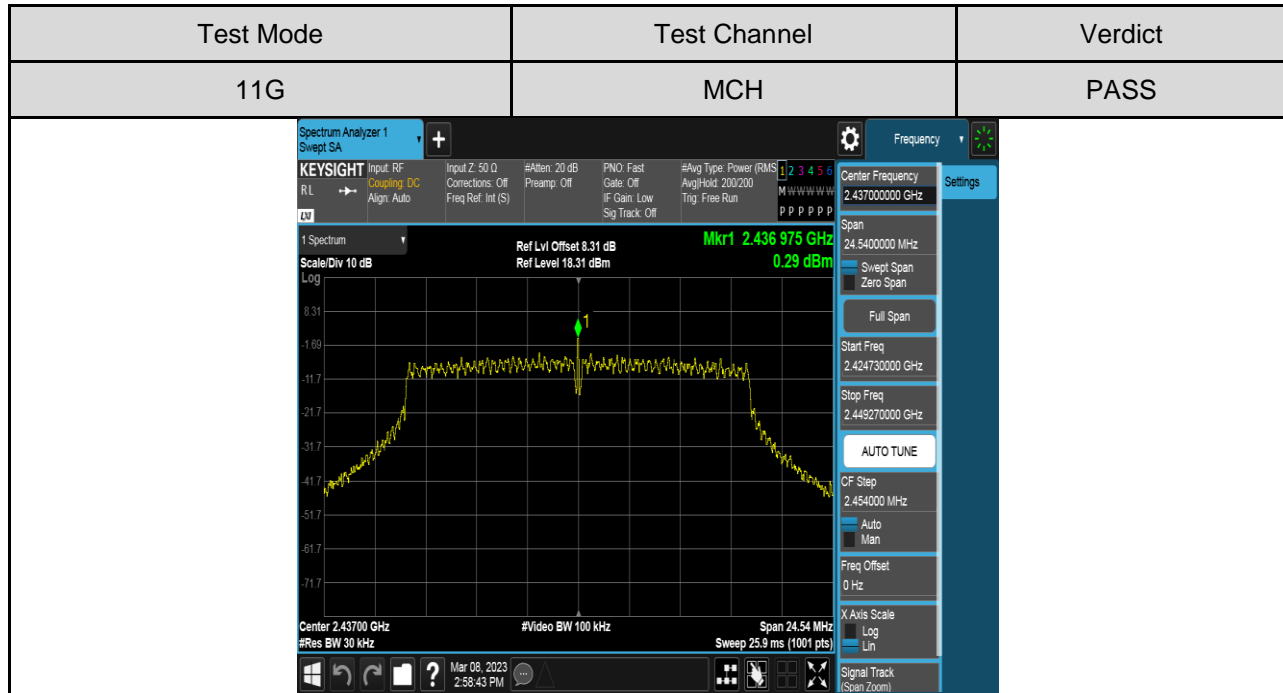 Test Mode Test Channel Verdict
11G MCH PASS
Spectrum Analyzer 1
Swept SA
+
Frequency
KEYSIGHT
RL
LXI
Input: RF
Coupling: DC
Align: Auto
Input Z: 50 Ω
Corrections: Off
Freq Ref: Int (S)
#Atten: 20 dB
Preamp: Off
PNO: Fast
Gate: Off
IF Gain: Low
Sig Track: Off
#Avg Type: Power (RMS
Avg|Hold: 200/200
Trig: Free Run
1 2 3 4 5 6
M W W W W W
P P P P P P
1 Spectrum
Scale/Div 10 dB
Log
Ref Lvl Offset 8.31 dB
Ref Level 18.31 dBm
Mkr1 2.436 975 GHz
0.29 dBm
8.31
-1.69
-11.7
-21.7
-31.7
-41.7
-51.7
-61.7
-71.7
1
Center 2.43700 GHz
#Res BW 30 kHz
#Video BW 100 kHz
Span 24.54 MHz
Sweep 25.9 ms (1001 pts)
?
Mar 08, 2023
2:58:43 PM
Center Frequency
2.437000000 GHz
Settings
Span
24.5400000 MHz
Swept Span
Zero Span
Full Span
Start Freq
2.424730000 GHz
Stop Freq
2.449270000 GHz
AUTO TUNE
CF Step
2.454000 MHz
Auto
Man
Freq Offset
0 Hz
X Axis Scale
Log
Lin
Signal Track
(Span Zoom)